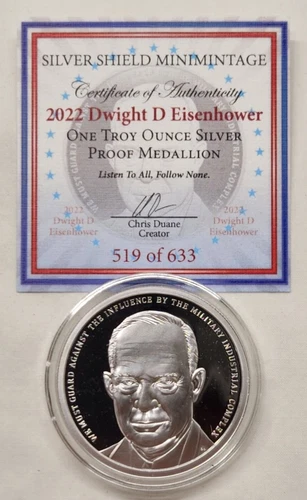 SILVER SHIELD MINIMINTAGE
Certificate of Authenticity
2022 Dwight D Eisenhower
ONE TROY OUNCE SILVER
PROOF MEDALLION
Listen To All, Follow None.
Chris Duane
Creator
2022
Dwight D
Eisenhower
2022
Dwight D
Eisenhower
519 of 633
WE MUST GUARD AGAINST THE INFLUENCE BY THE MILITARY INDUSTRIAL COMPLEX.